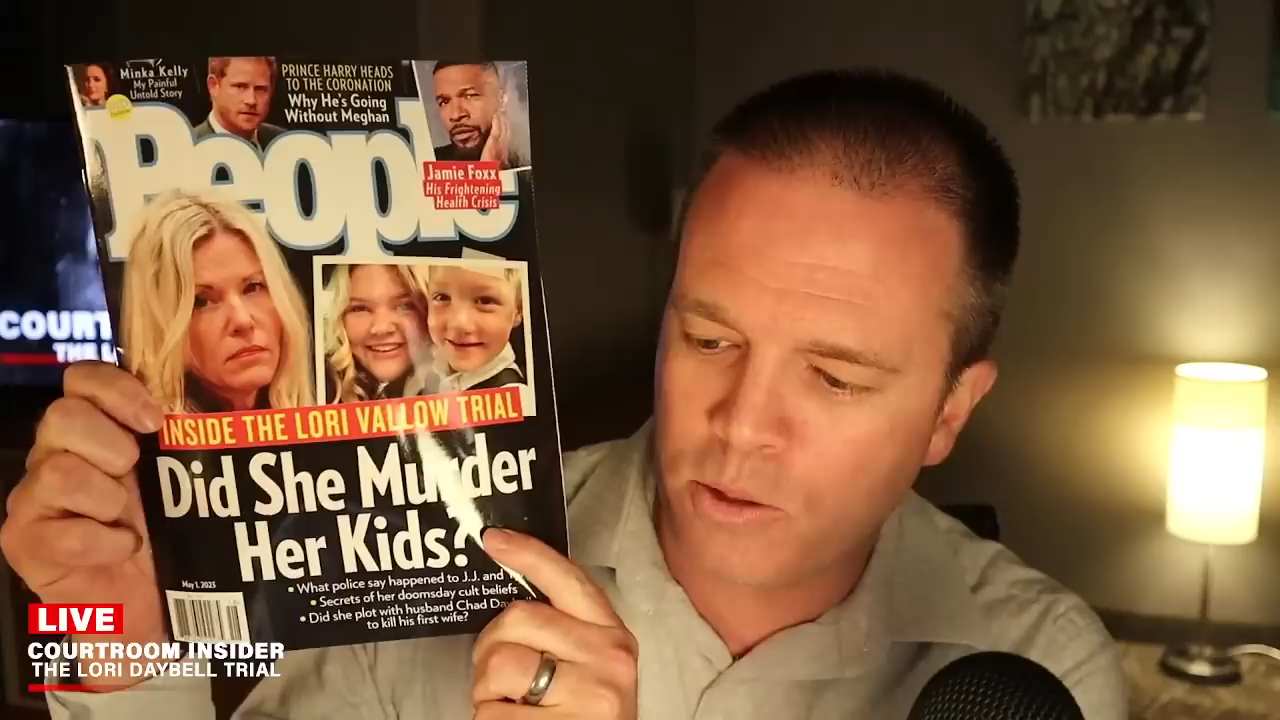 Minka Kelly
My Painful
Untold Story
PRINCE HARRY HEADS
TO THE CORONATION
Why He's Going
Without Meghan
People
Jamie Foxx
His Frightening
Health Crisis
INSIDE THE LORI VALLOW TRIAL
Did She Murder
Her Kids?
May 1, 2023
• What police say happened to J.J. and
• Secrets of her doomsday cult beliefs
• Did she plot with husband Chad
to kill his first wife?
COURT
THE L
LIVE
COURTROOM INSIDER
THE LORI DAYBELL TRIAL